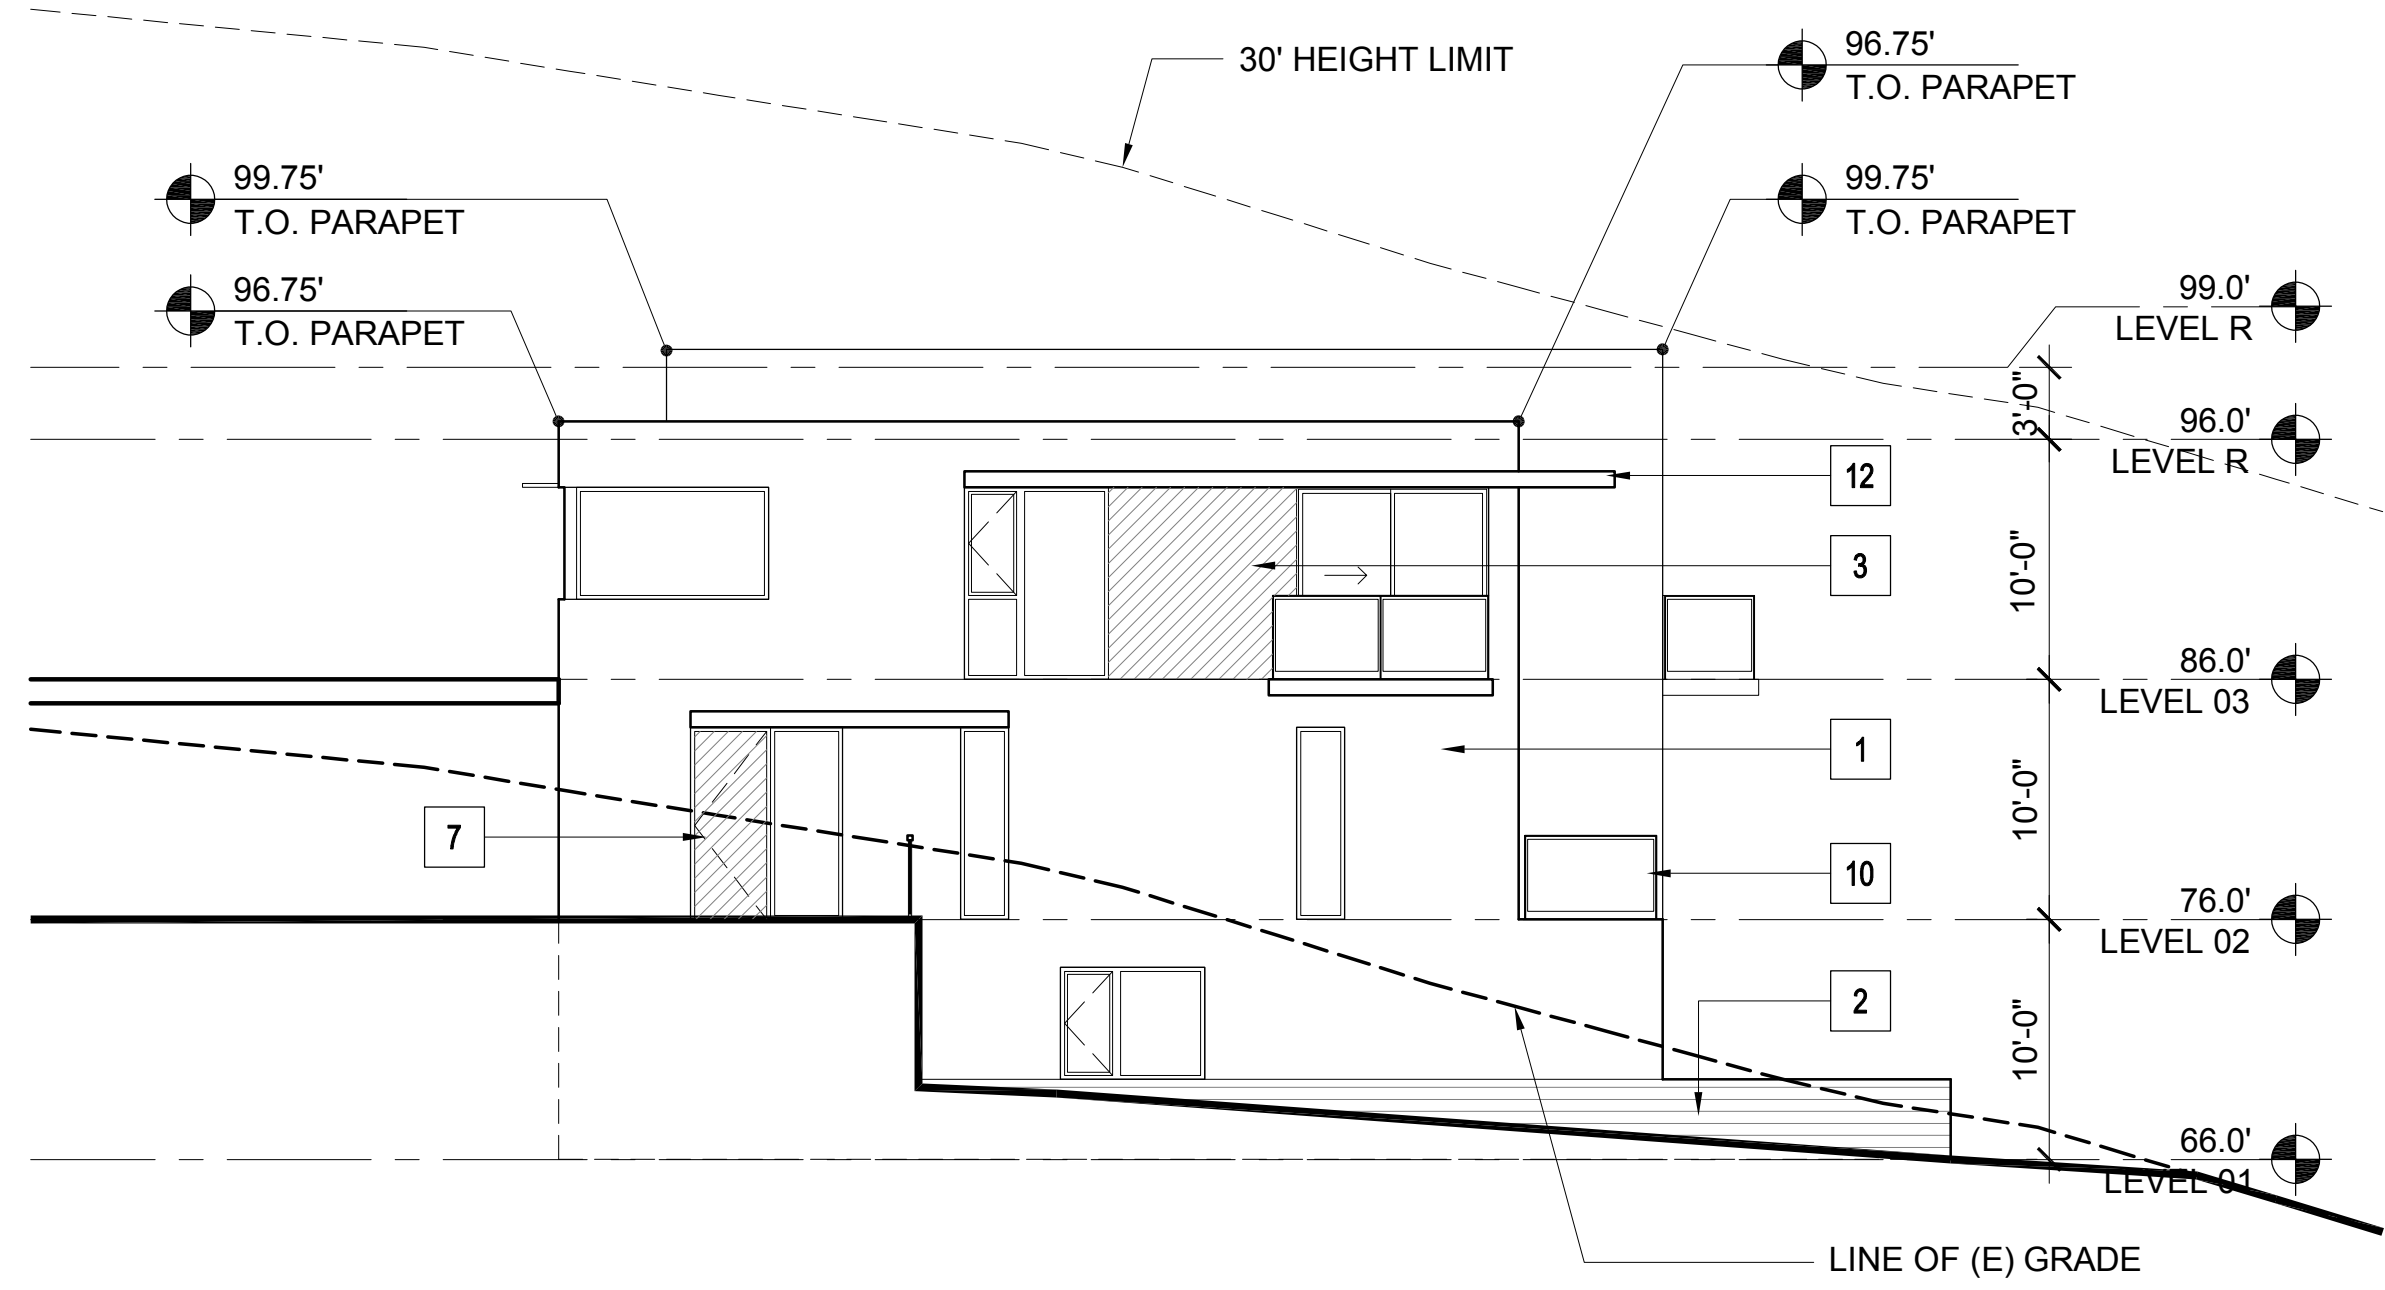 30' HEIGHT LIMIT
96.75'
T.O. PARAPET
99.75'
T.O. PARAPET
99.75'
T.O. PARAPET
96.75'
T.O. PARAPET
99.0'
LEVEL R
3'-0"
96.0'
LEVEL R
12
3
10'-0"
86.0'
LEVEL 03
1
7
10'-0"
10
76.0'
LEVEL 02
2
10'-0"
66.0'
LEVEL 01
LINE OF (E) GRADE